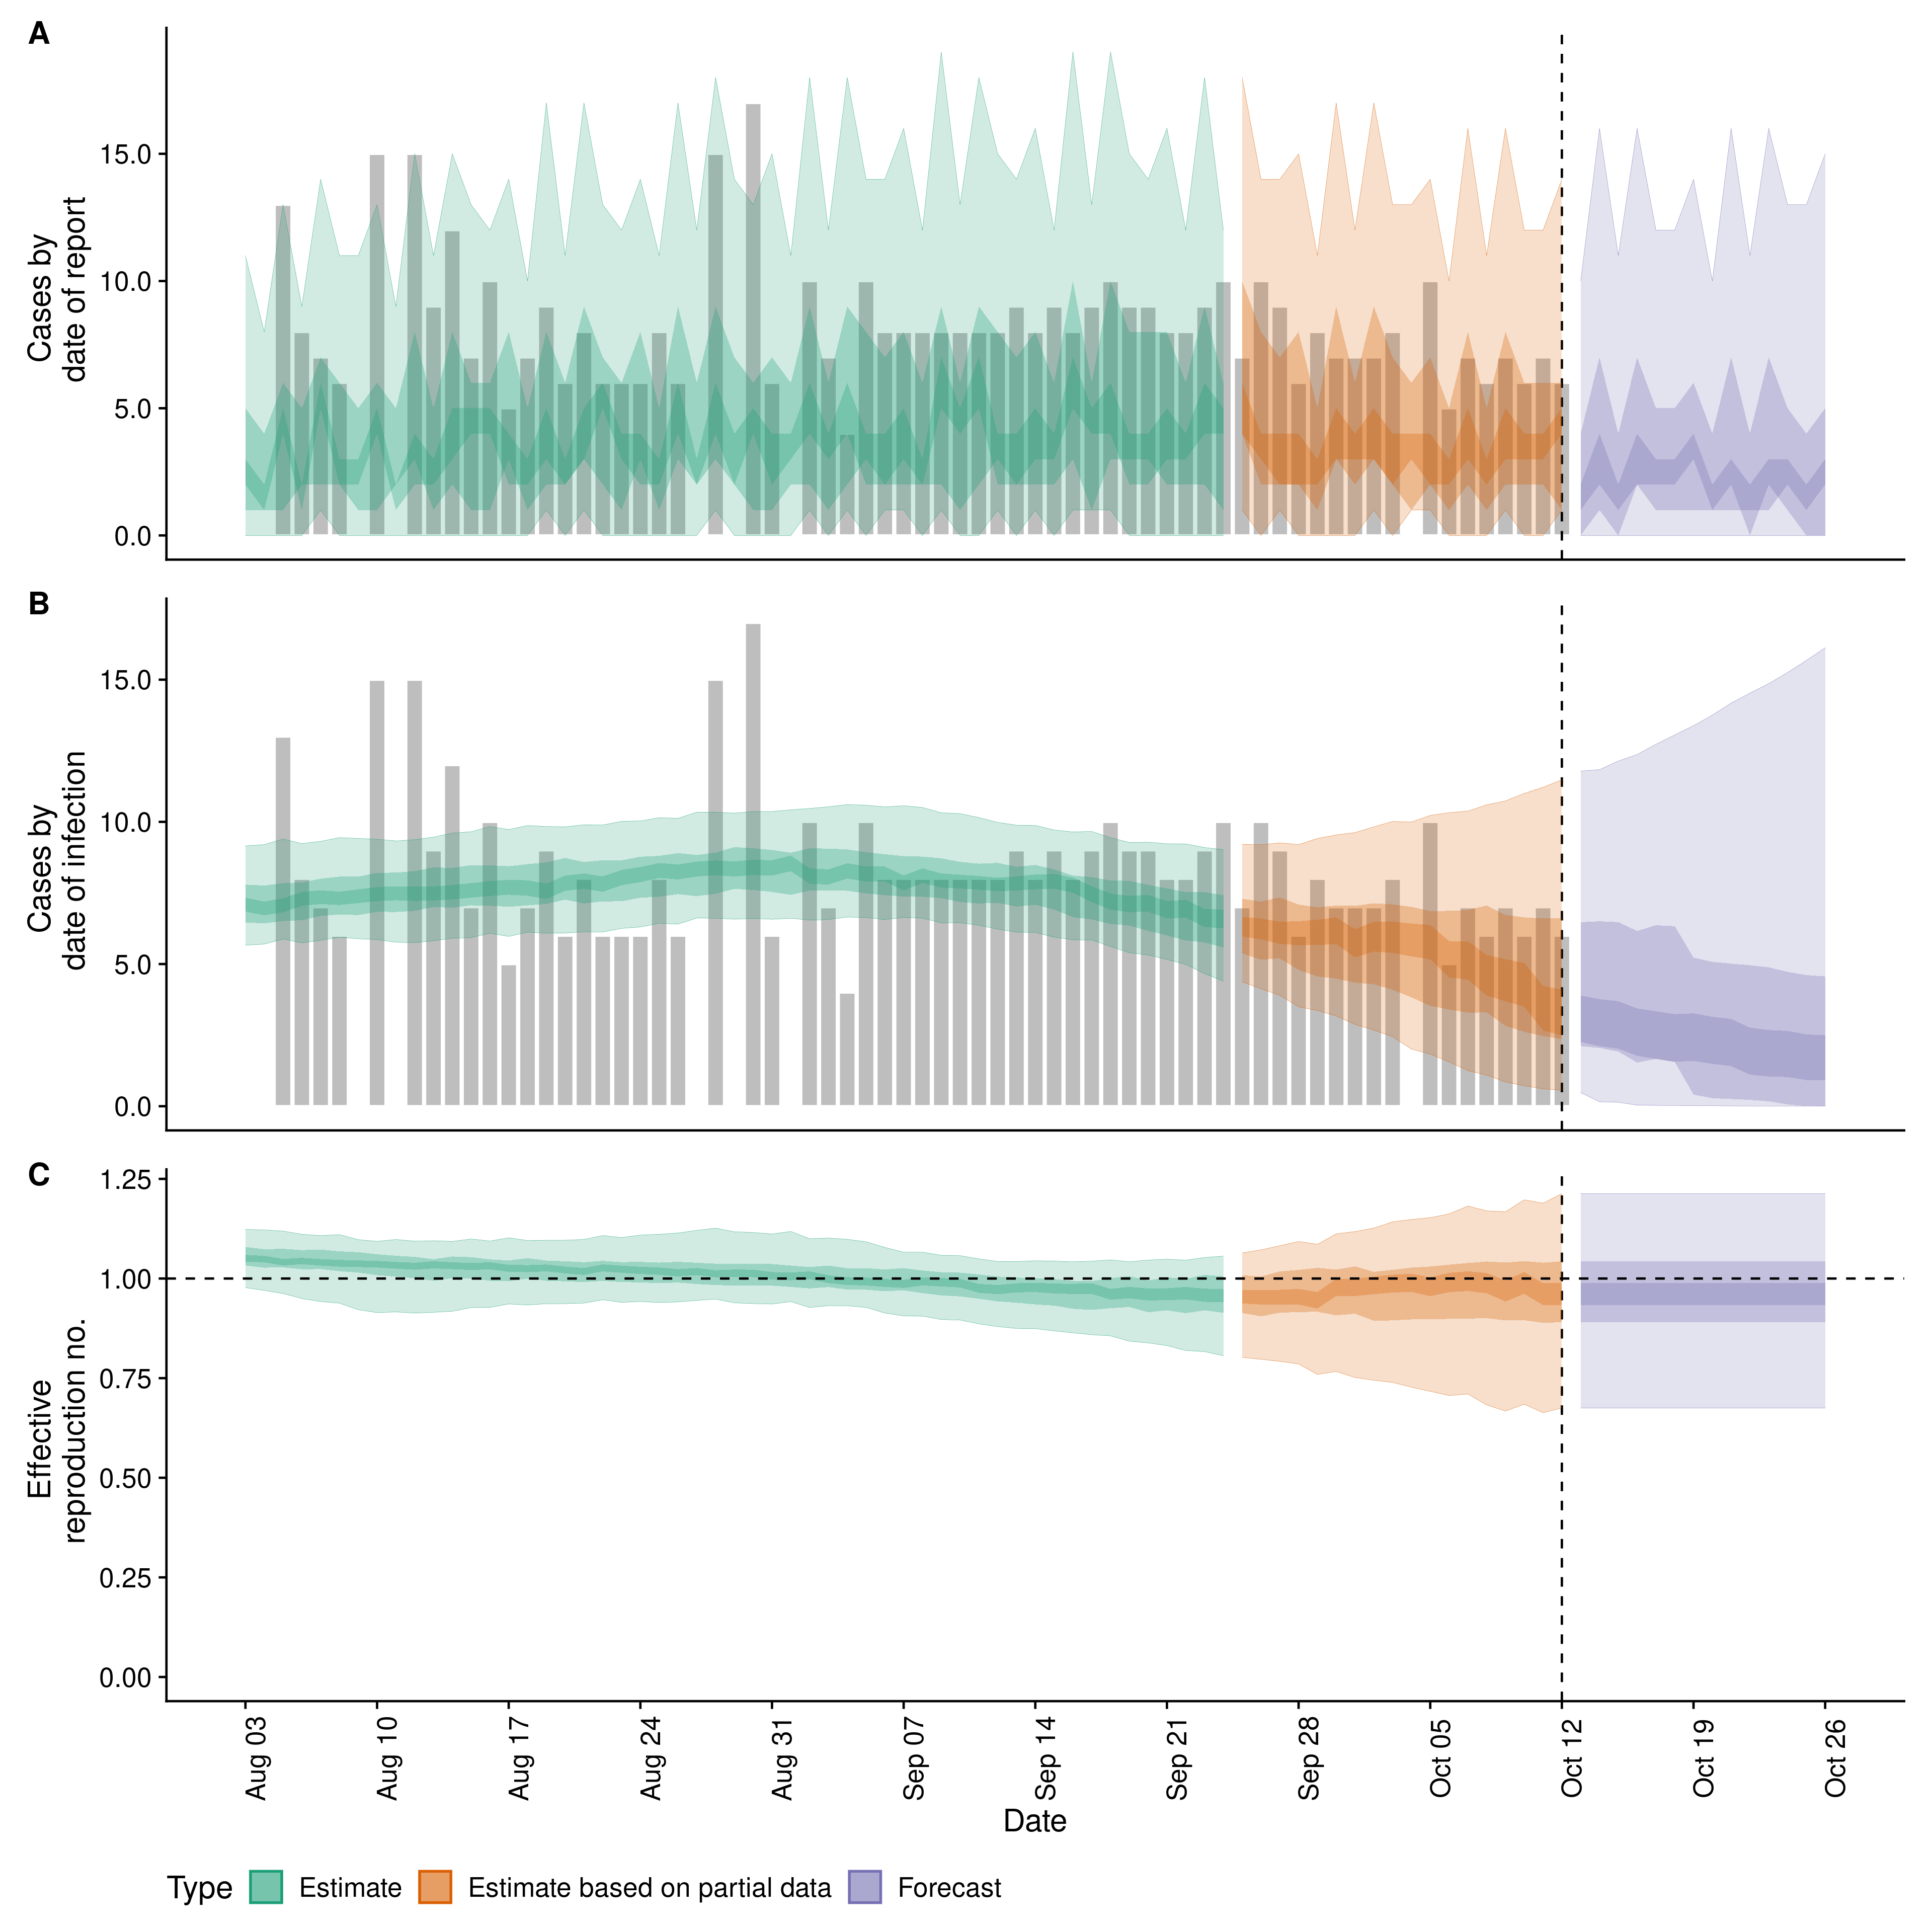 A
Cases by
date of report
15.0
10.0
5.0
0.0
B
Cases by
date of infection
15.0
10.0
5.0
0.0
C
Effective
reproduction no.
1.25
1.00
0.75
0.50
0.25
0.00
Aug 03
Aug 10
Aug 17
Aug 24
Aug 31
Sep 07
Sep 14
Sep 21
Sep 28
Oct 05
Oct 12
Oct 19
Oct 26
Date
Type Estimate Estimate based on partial data Forecast